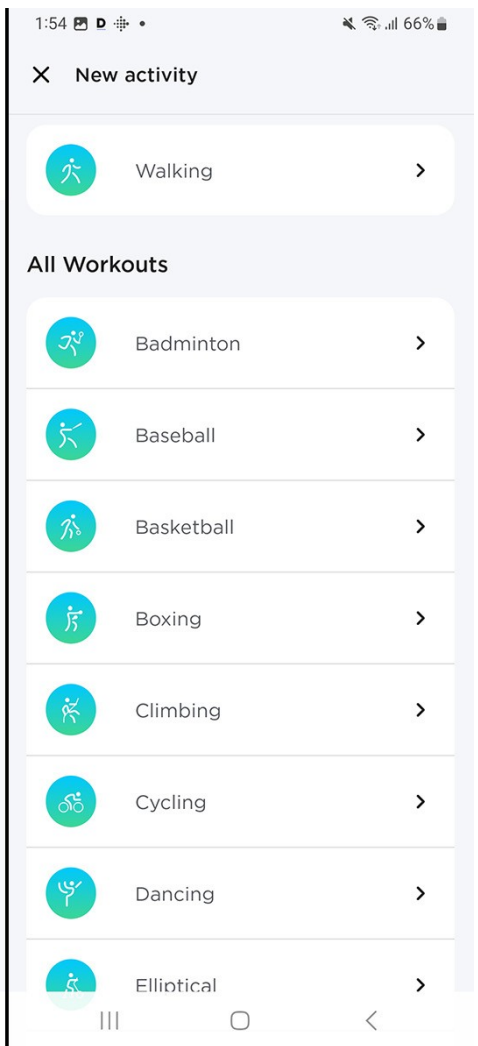 1:54 D 66%
New activity
Walking
All Workouts
Badminton
Baseball
Basketball
Boxing
Climbing
Cycling
Dancing
Elliptical